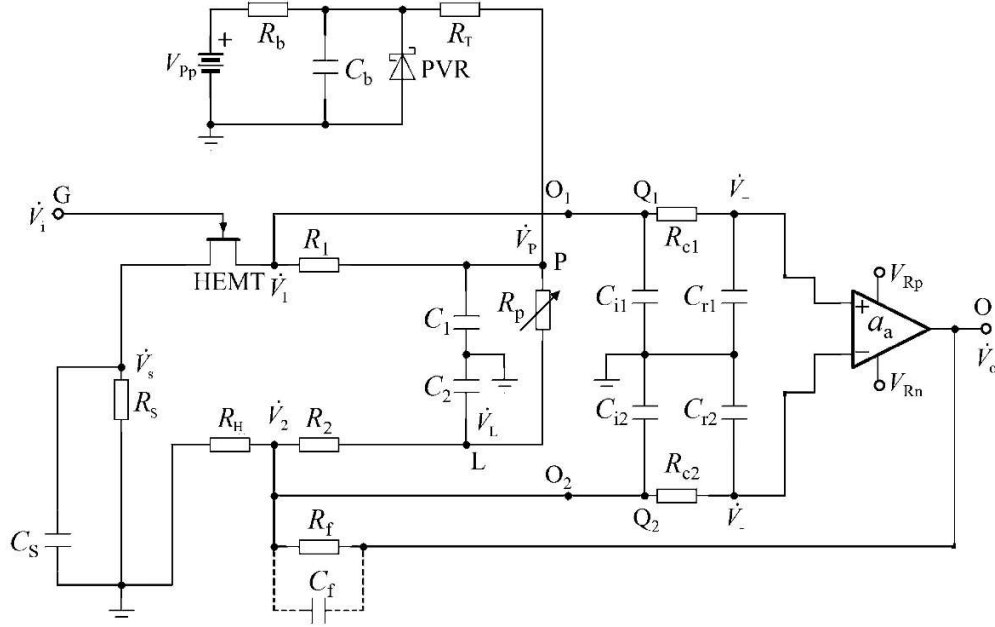 R_b
R_T
V_Pp
+
C_b
PVR
G
V̇_i
O_1
Q_1
V̇_-
R_1
V̇_P
P
R_c1
HEMT
V̇_1
R_p
C_i1
C_r1
V_Rp
C_1
+
a_a
−
O
V̇_o
V̇_s
R_S
C_2
V_Rn
C_i2
C_r2
R_H
V̇_2
R_2
V̇_L
L
R_c2
O_2
Q_2
V̇_-
R_f
C_S
C_f